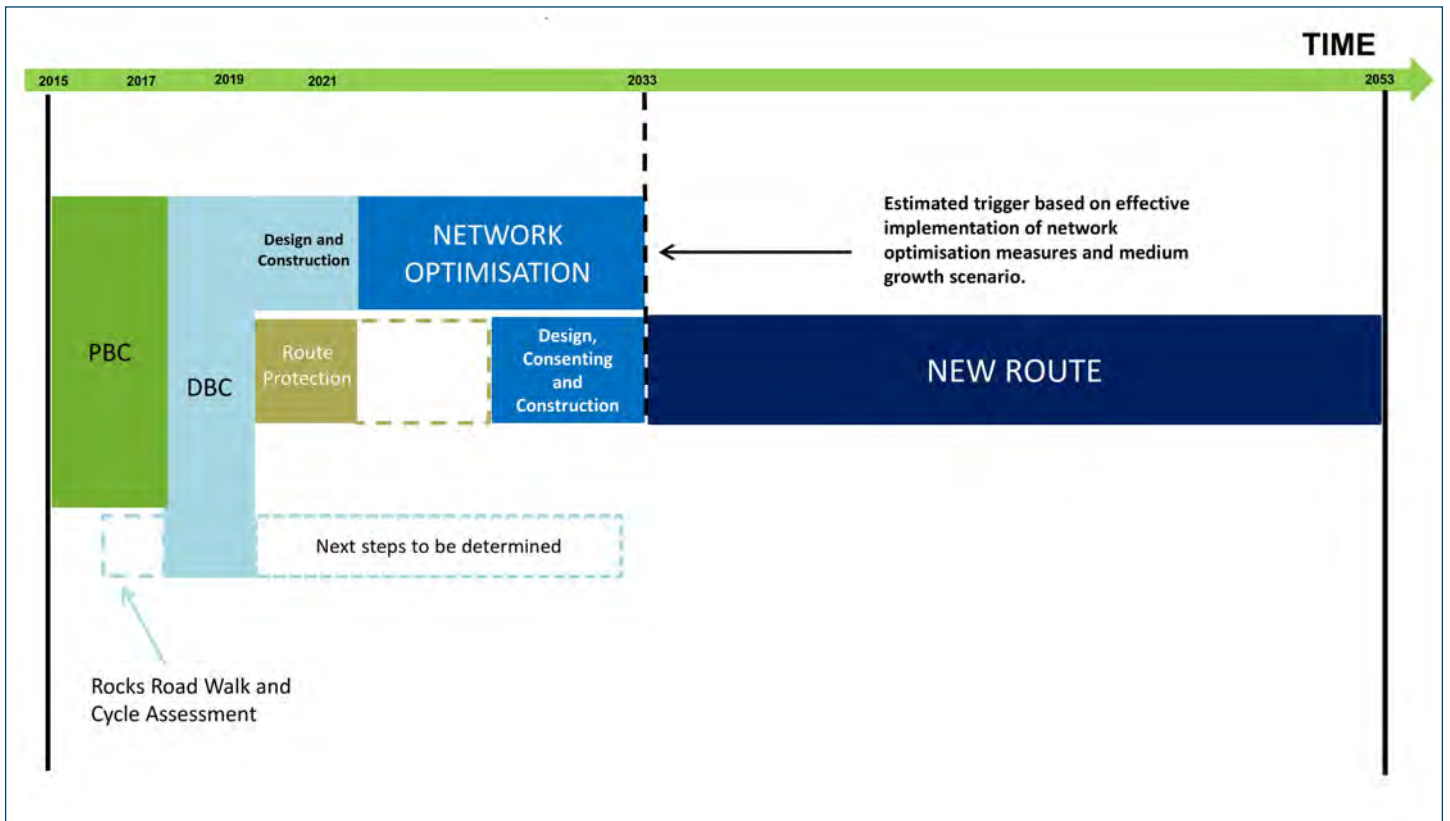 TIME
2015 2017 2019 2021 2033 2053
Design and
Construction
NETWORK
OPTIMISATION
Estimated trigger based on effective
implementation of network
optimisation measures and medium
growth scenario.
PBC
DBC
Route
Protection
Design,
Consenting
and
Construction
NEW ROUTE
Next steps to be determined
Rocks Road Walk and
Cycle Assessment